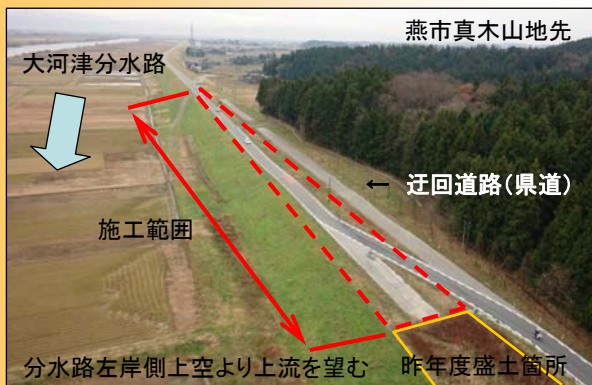 燕市真木山地先
大河津分水路
← 迂回道路(県道)
施工範囲
分水路左岸側上空より上流を望む
昨年度盛土箇所